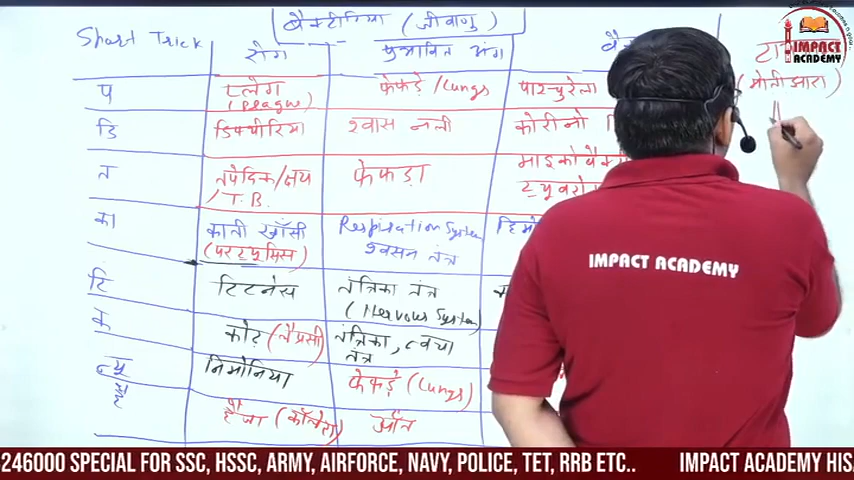 बैक्टीरिया (जीवाणु)
Short Trick
रोग
प्रभावित अंग
प
प्लेग
(Plague)
फेफड़े/Lungs
पाश्चुरेला
(मोतीझारा)
डि
डिफ्थीरिया
श्वास नली
कोरीनो
त
तपेदिक/क्षय
/T.B.
फेफड़ा
माइकोबैक्
का
काली खाँसी
(परट्यूसिस)
Respiration System
श्वसन तंत्र
टि
टिटनेस
तंत्रिका तंत्र
(Nervous System)
क
कोढ़ (लैप्रसी)
तंत्रिका, त्वचा
तंत्र
न्यू
निमोनिया
फेफड़े (Lungs)
है
हैजा (कॉलेरा)
आँत
IMPACT
ACADEMY
IMPACT ACADEMY
246000 SPECIAL FOR SSC, HSSC, ARMY, AIRFORCE, NAVY, POLICE, TET, RRB ETC.. IMPACT ACADEMY HIS